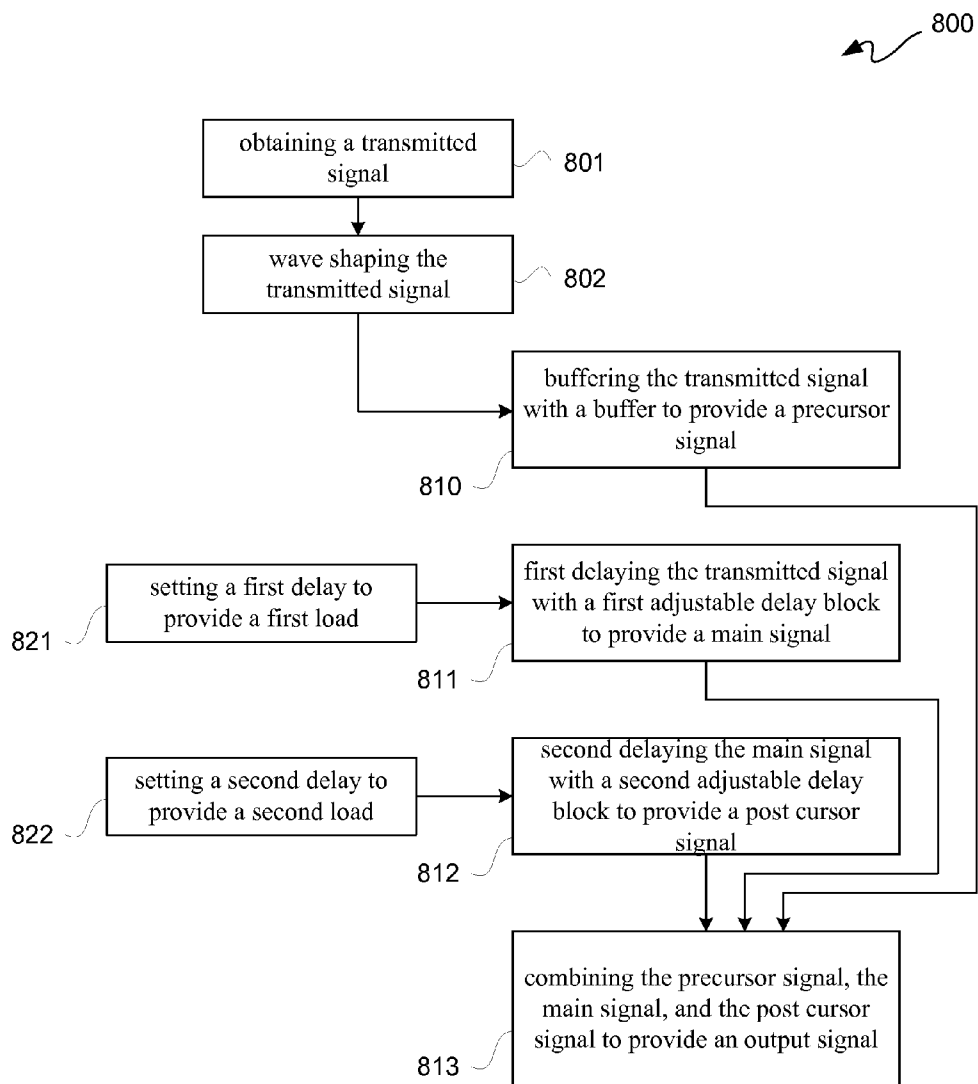 800
obtaining a transmitted
signal
801
wave shaping the
transmitted signal
802
buffering the transmitted signal
with a buffer to provide a precursor
signal
810
setting a first delay to
provide a first load
821
first delaying the transmitted signal
with a first adjustable delay block
to provide a main signal
811
setting a second delay to
provide a second load
822
second delaying the main signal
with a second adjustable delay
block to provide a post cursor
signal
812
combining the precursor signal, the
main signal, and the post cursor
signal to provide an output signal
813